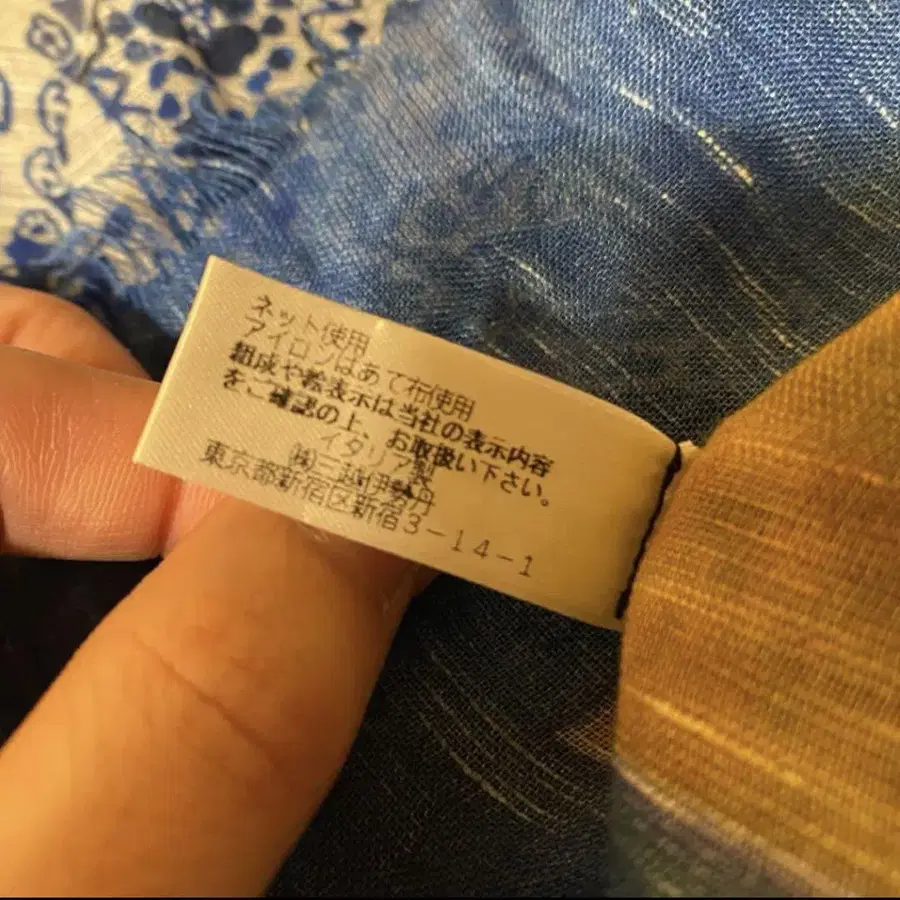 ネット使用
アイロンはあて布使用
組成や絵表示は当社の表示内容
をご確認の上、お取扱い下さい。
イタリア製
㈱三越伊勢丹
東京都新宿区新宿3-14-1